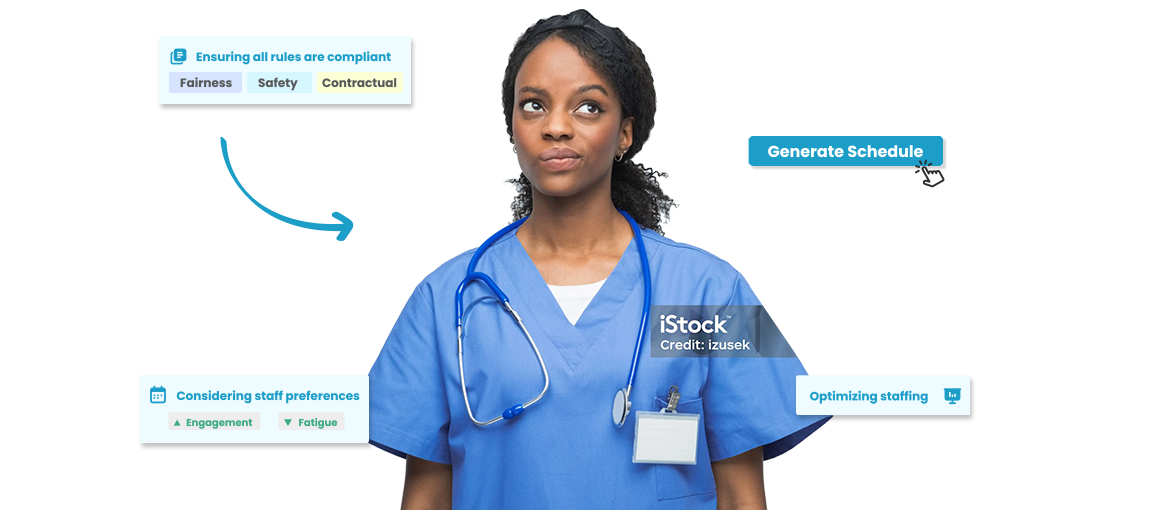 Ensuring all rules are compliant
Fairness Safety Contractual
Generate Schedule
iStock™
Credit: izusek
Considering staff preferences
▲ Engagement ▼ Fatigue
Optimizing staffing